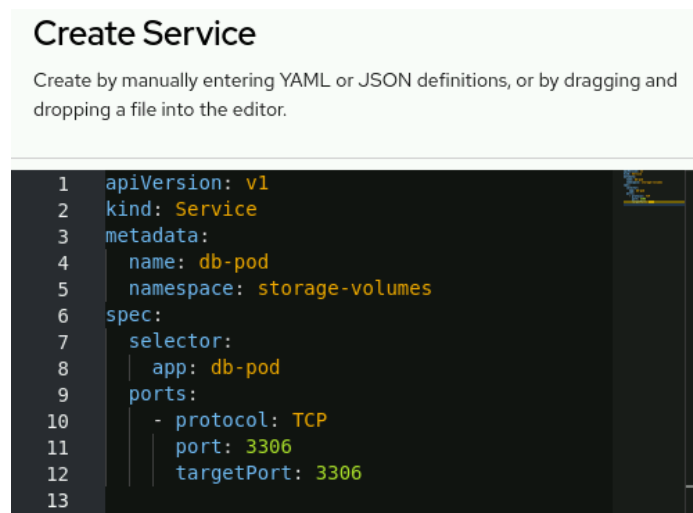 Create Service
Create by manually entering YAML or JSON definitions, or by dragging and
dropping a file into the editor.
1 apiVersion: v1
2 kind: Service
3 metadata:
4   name: db-pod
5   namespace: storage-volumes
6 spec:
7   selector:
8     app: db-pod
9   ports:
10     - protocol: TCP
11       port: 3306
12       targetPort: 3306
13